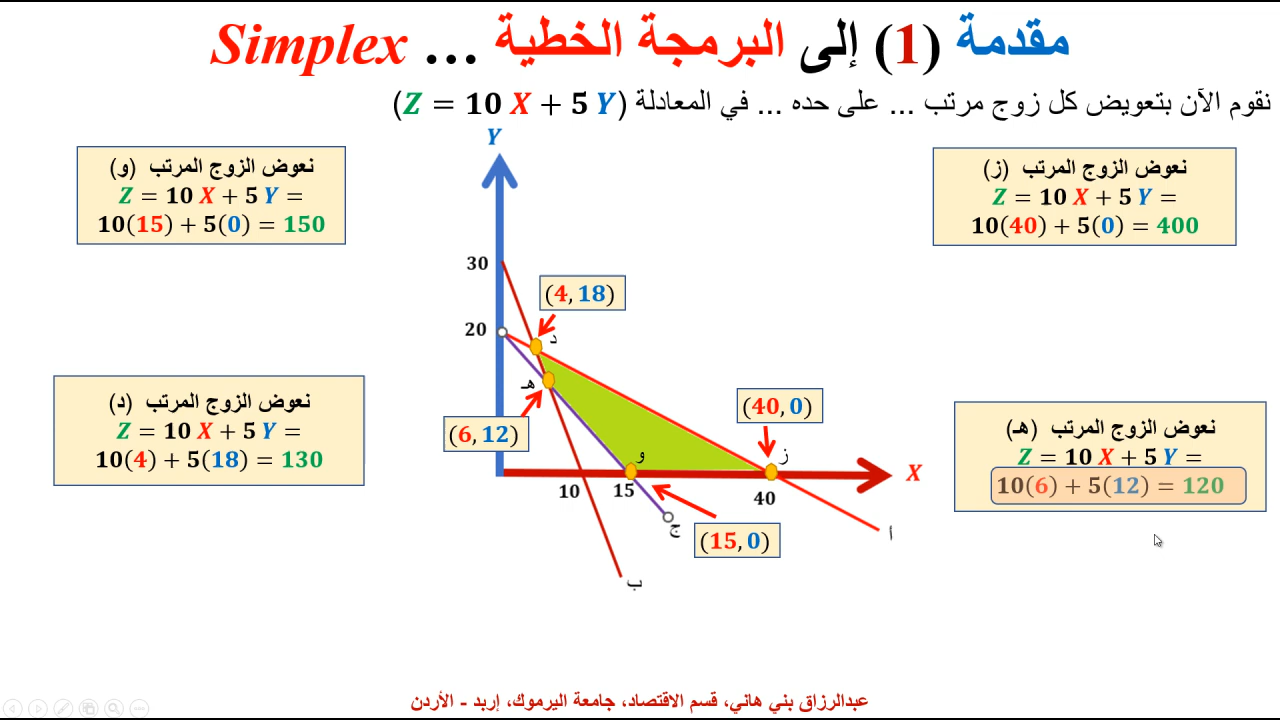 مقدمة (1) إلى البرمجة الخطية ... Simplex
نقوم الآن بتعويض كل زوج مرتب ... على حده ... في المعادلة (Z = 10 X + 5 Y)
نعوض الزوج المرتب (ز)
Z = 10 X + 5 Y =
10(40) + 5(0) = 400
نعوض الزوج المرتب (و)
Z = 10 X + 5 Y =
10(15) + 5(0) = 150
Y
30
20
(4, 18)
د
هـ
(6, 12)
(40, 0)
ز
و
X
10
15
40
(15, 0)
ج
أ
ب
نعوض الزوج المرتب (هـ)
Z = 10 X + 5 Y =
10(6) + 5(12) = 120
نعوض الزوج المرتب (د)
Z = 10 X + 5 Y =
10(4) + 5(18) = 130
عبدالرزاق بني هاني، قسم الاقتصاد، جامعة اليرموك، إربد - الأردن